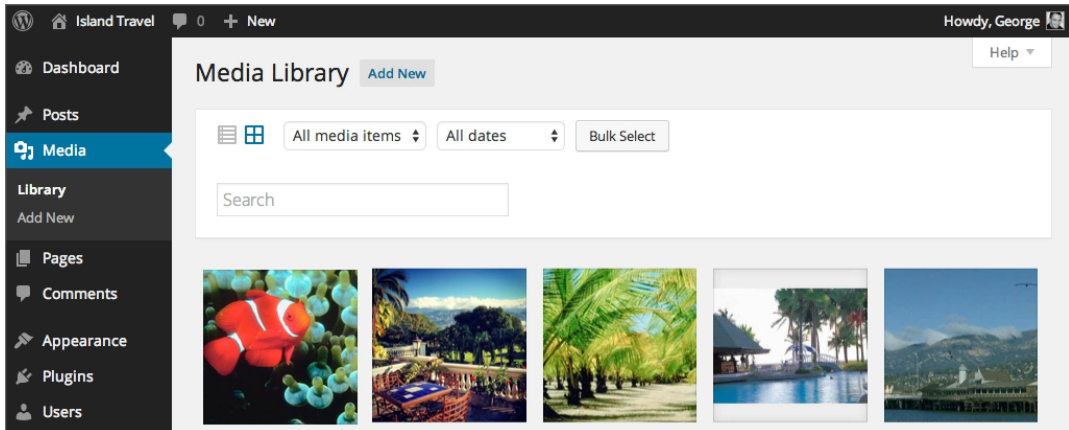 Island Travel 0 + New Howdy, George
Help
Dashboard
Posts
Media
Library
Add New
Pages
Comments
Appearance
Plugins
Users
Media Library Add New
All media items All dates Bulk Select
Search